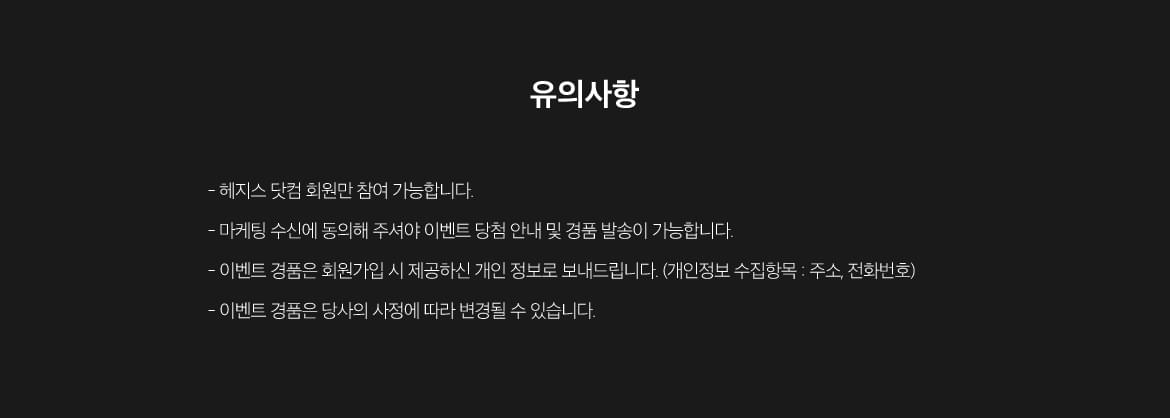 유의사항
- 헤지스 닷컴 회원만 참여 가능합니다.
- 마케팅 수신에 동의해 주셔야 이벤트 당첨 안내 및 경품 발송이 가능합니다.
- 이벤트 경품은 회원가입 시 제공하신 개인 정보로 보내드립니다. (개인정보 수집항목 : 주소, 전화번호)
- 이벤트 경품은 당사의 사정에 따라 변경될 수 있습니다.